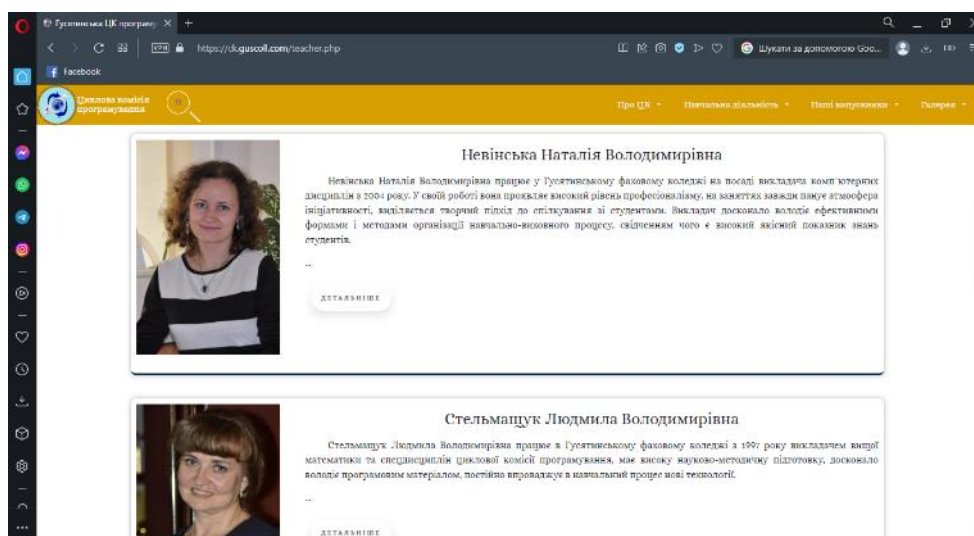 Гусятинська ЦК програму
https://ck.guscoll.com/teacher.php
VPN
Шукати за допомогою Goo...
Facebook
Циклова комісія
програмування
Про ЦК
Навчальна діяльність
Наші випускники
Галерея
Невінська Наталія Володимирівна
Невінська Наталія Володимирівна працює у Гусятинському фаховому коледжі на посаді викладача комп'ютерних
дисциплін з 2004 року. У своїй роботі вона проявляє високий рівень професіоналізму, на заняттях завжди панує атмосфера
ініціативності, виділяється творчий підхід до спілкування зі студентами. Викладач досконало володіє ефективними
формами і методами організації навчально-виховного процесу, свідченням чого є високий якісний показник знань
студентів.
...
ДЕТАЛЬНІШЕ
Стельмащук Людмила Володимирівна
Стельмащук Людмила Володимирівна працює в Гусятинському фаховому коледжі з 1997 року викладачем вищої
математики та спецдисциплін циклової комісії програмування, має високу науково-методичну підготовку, досконало
володіє програмовим матеріалом, постійно впроваджує в навчальний процес нові технології.
...
ДЕТАЛЬНІШЕ